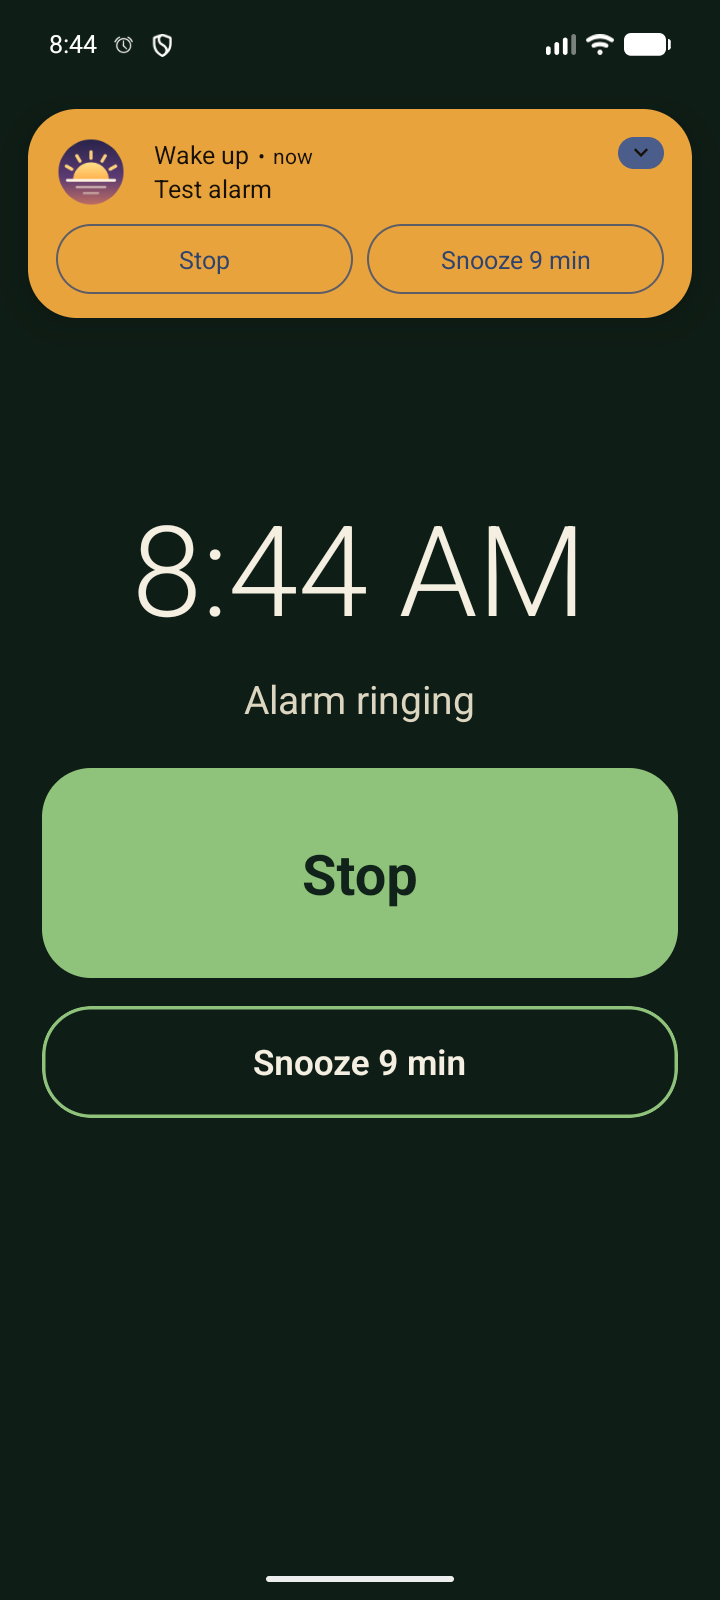 8:44
Wake up • now
Test alarm
Stop
Snooze 9 min
8:44 AM
Alarm ringing
Stop
Snooze 9 min